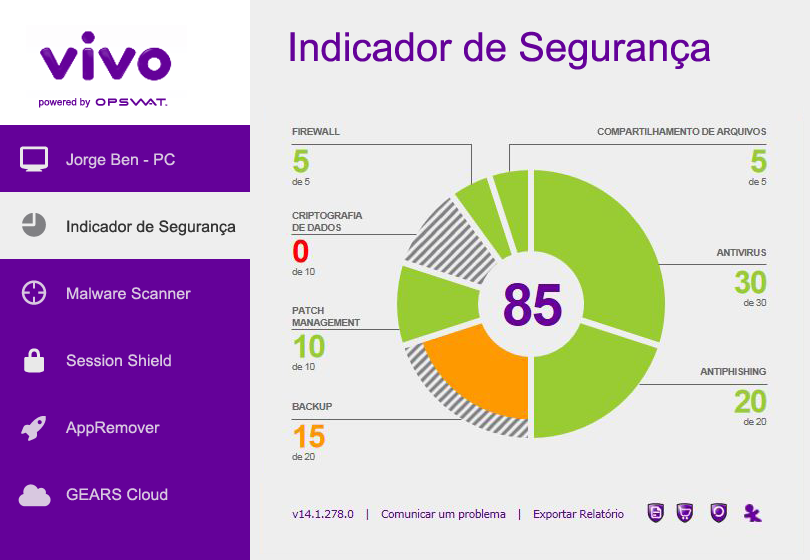 vivo
powered by OPSWAT.
Jorge Ben - PC
Indicador de Segurança
Malware Scanner
Session Shield
AppRemover
GEARS Cloud
Indicador de Segurança
FIREWALL
5
de 5
CRIPTOGRAFIA
DE DADOS
0
de 10
PATCH
MANAGEMENT
10
de 10
BACKUP
15
de 20
85
COMPARTILHAMENTO DE ARQUIVOS
5
de 5
ANTIVIRUS
30
de 30
ANTIPHISHING
20
de 20
v14.1.278.0 | Comunicar um problema | Exportar Relatório